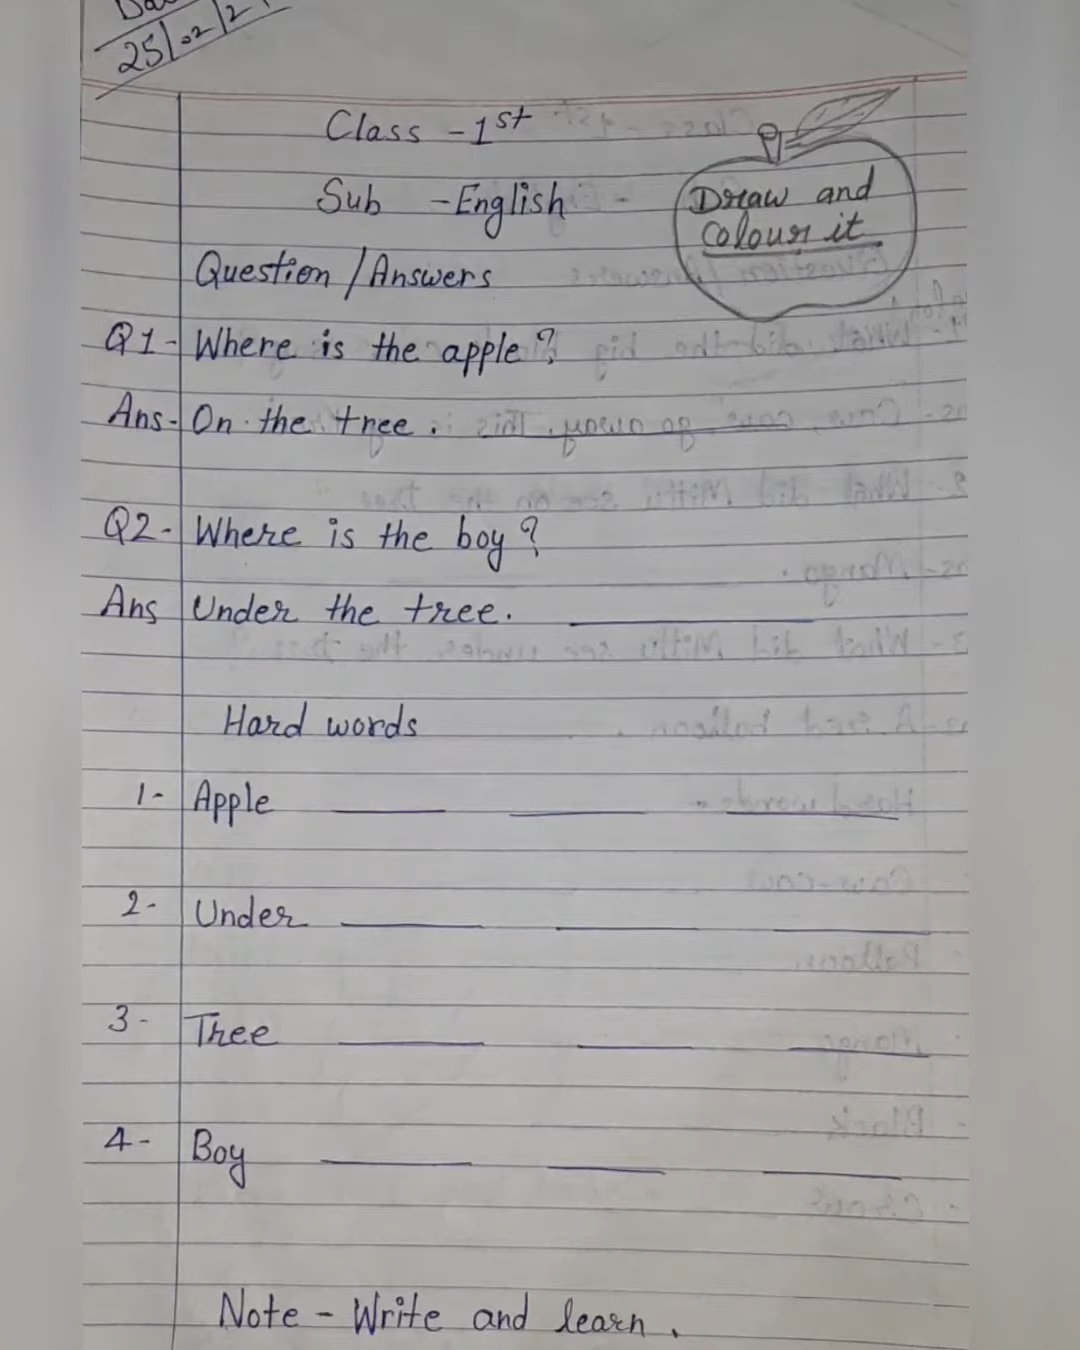 25/02/2
Class - 1st
Sub - English
Draw and
Colour it
Question / Answers
Q1- Where is the apple?
Ans- On the tree.
Q2- Where is the boy?
Ans Under the tree.
Hard words
1- Apple
2- Under
3- Tree
4- Boy
Note - Write and learn.